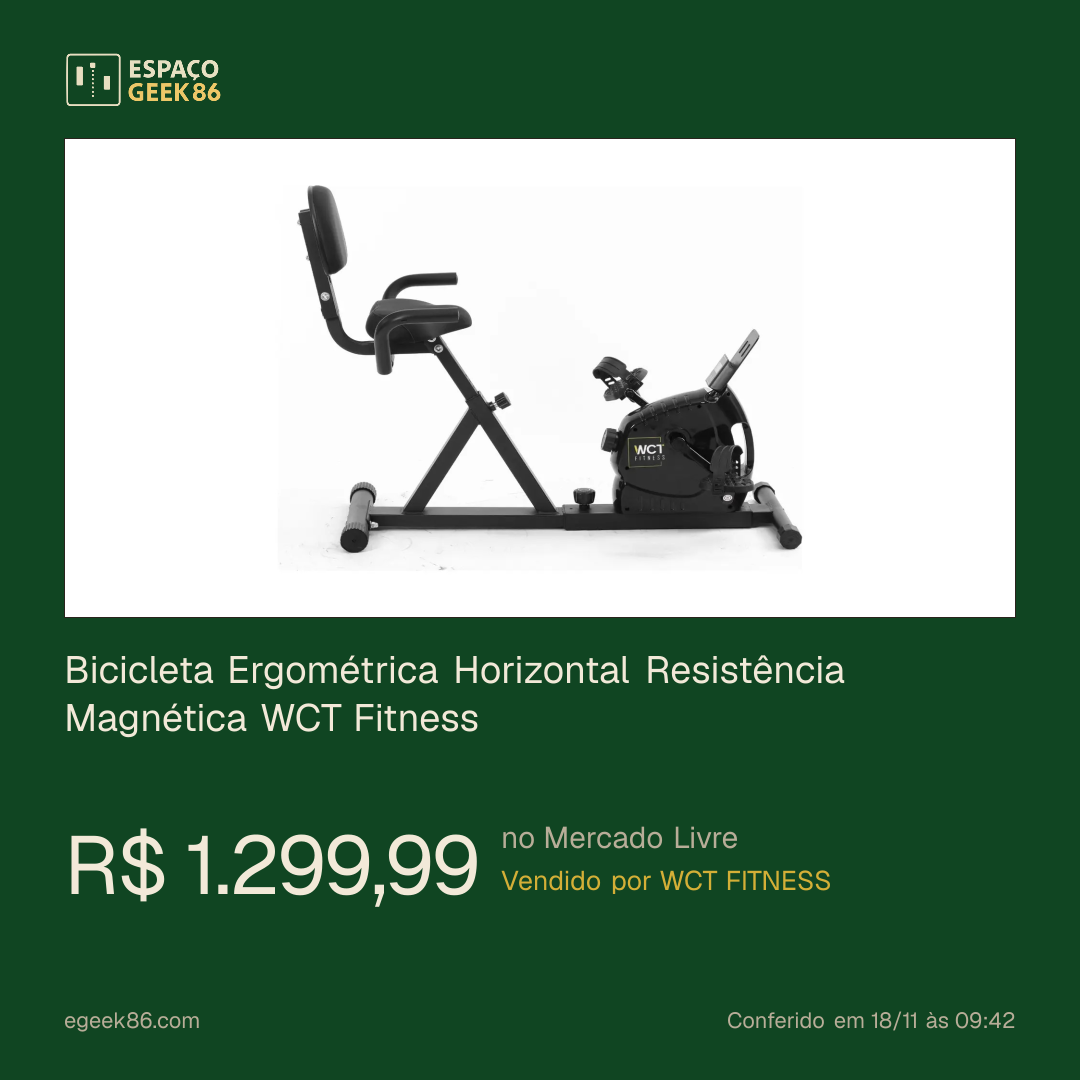 ESPAÇO
GEEK86
WCT
FITNESS
Bicicleta Ergométrica Horizontal Resistência
Magnética WCT Fitness
R$ 1.299,99
no Mercado Livre
Vendido por WCT FITNESS
egeek86.com
Conferido em 18/11 às 09:42